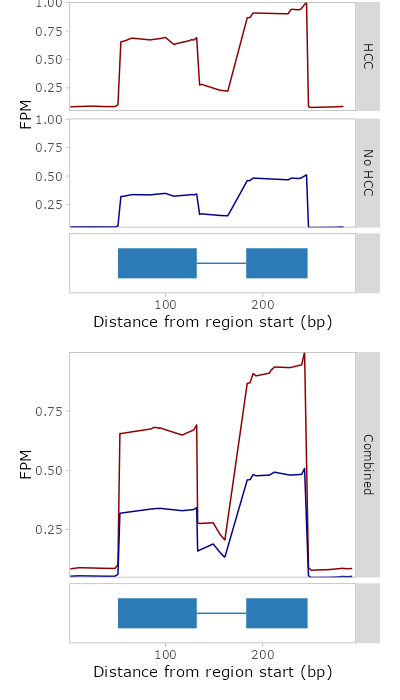 1.00
0.75
0.50
0.25
HCC
FPM
1.00
0.75
0.50
0.25
No HCC
100 200
Distance from region start (bp)
0.75
0.50
0.25
FPM
Combined
100 200
Distance from region start (bp)